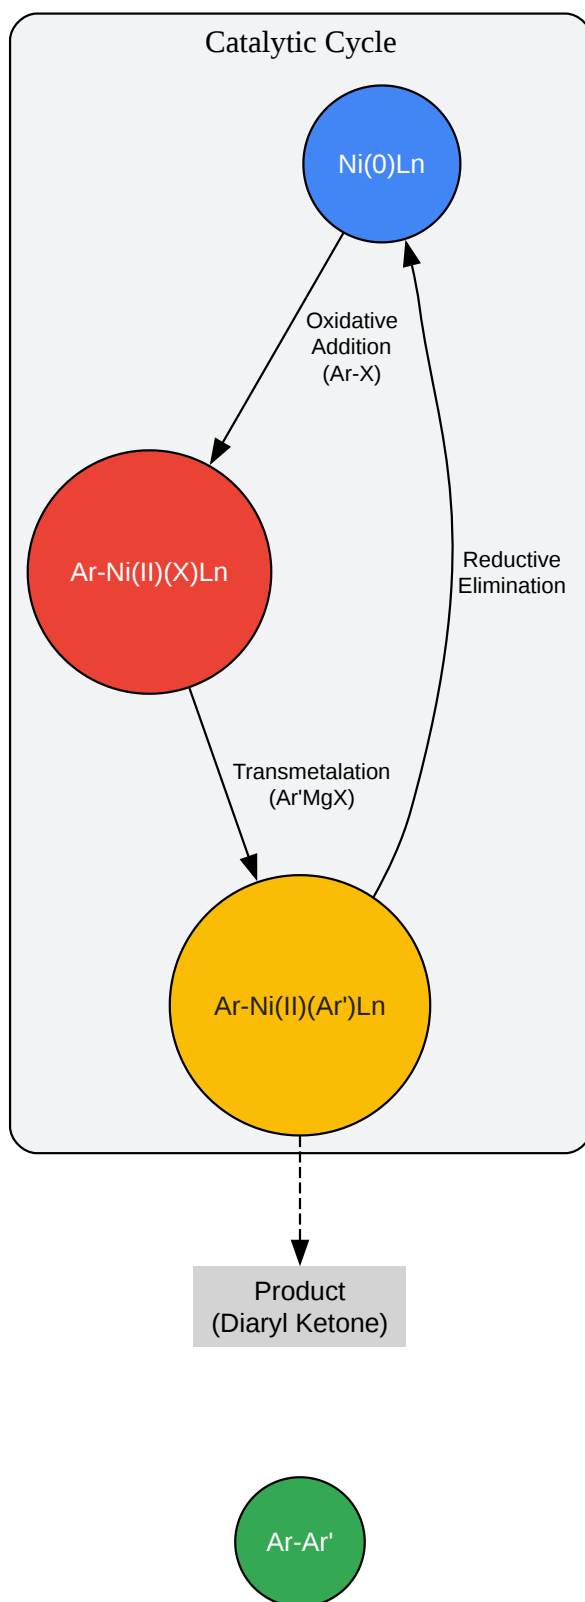 Catalytic Cycle
Ni(0)Ln
Oxidative
Addition
(Ar-X)
Ar-Ni(II)(X)Ln
Reductive
Elimination
Transmetalation
(Ar'MgX)
Ar-Ni(II)(Ar')Ln
Product
(Diaryl Ketone)
Ar-Ar'